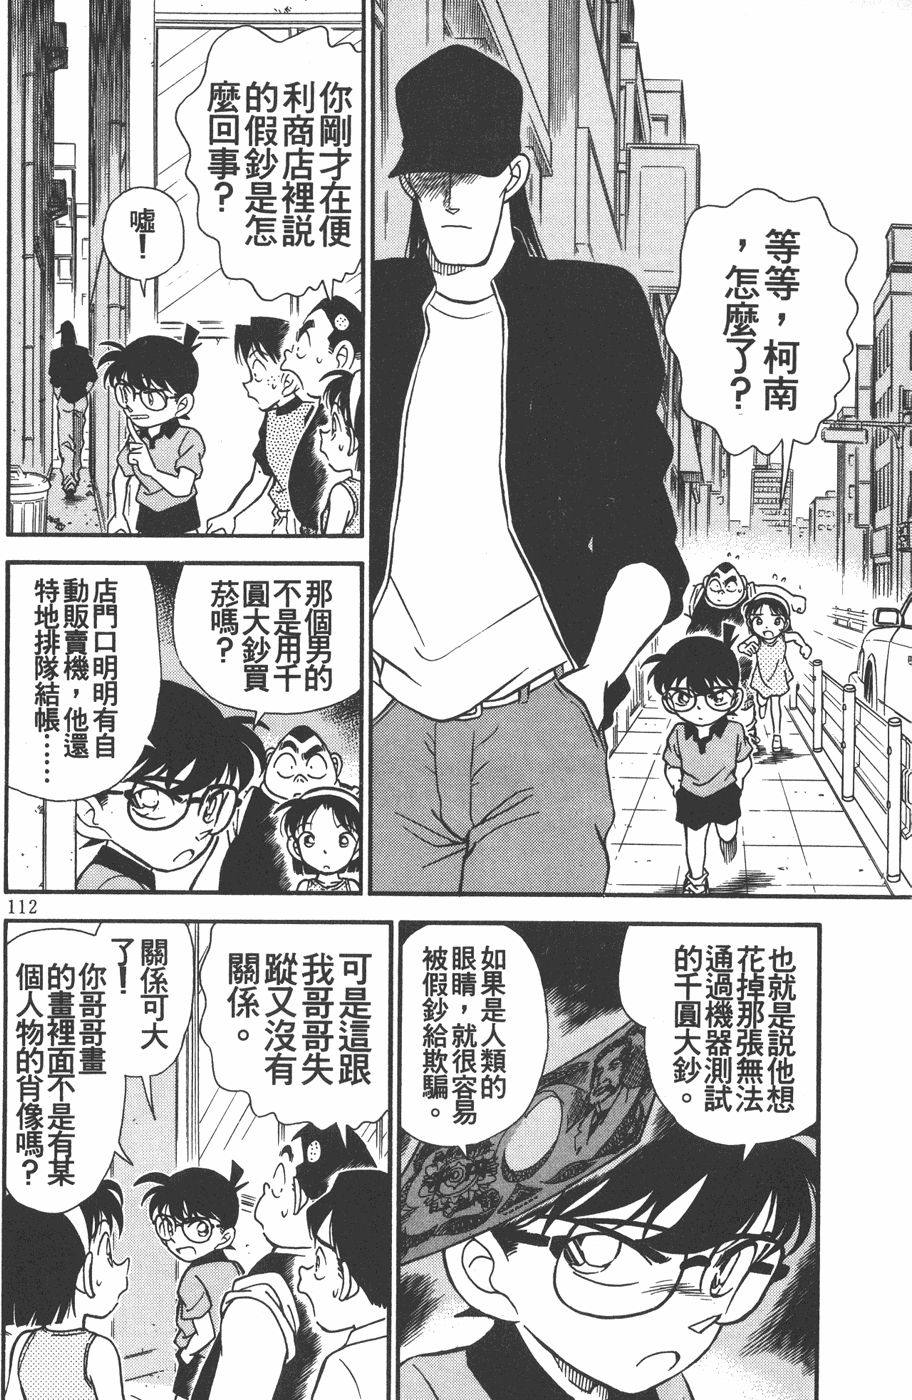 等等，柯南
，怎麼了？
你剛才在便
利商店裡說
的假鈔是怎
麼回事？
噓！
那個男的
不是用千
圓大鈔買
菸嗎？
店門口明明有自
動販賣機，他還
特地排隊結帳……
112
也就是說他想
花掉那張無法
通過機器測試
的千圓大鈔。
如果是人類的
眼睛，就很容易
被假鈔給欺騙。
可是這跟
我哥哥失
蹤又沒有
關係。
關係可大
了！
你哥哥畫
的畫裡面不是有某
個人物的肖像嗎？